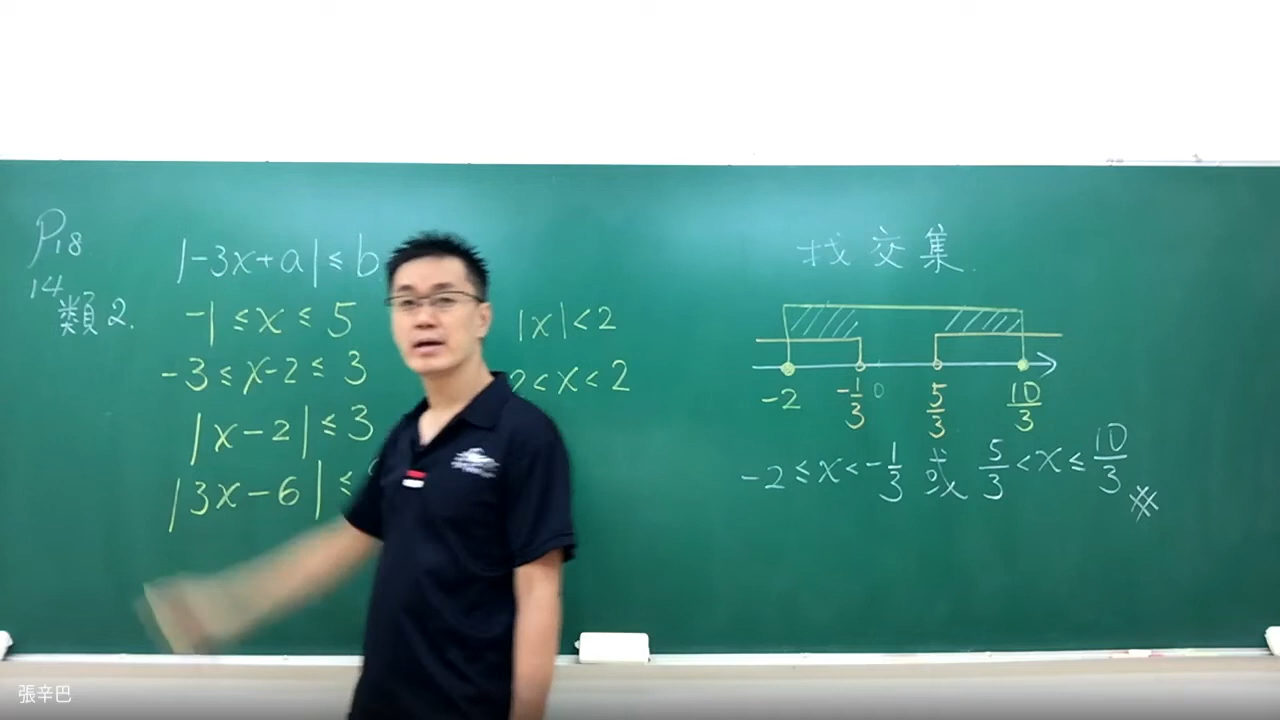 P18
14
類2.
|-3x+a|≤b
-1≤x≤5
-3≤x-2≤3
|x-2|≤3
|3x-6|≤
|x|<2
2<x<2
找交集.
-2 -1/3 0 5/3 10/3
-2≤x<-1/3 或 5/3<x≤10/3
張辛巴